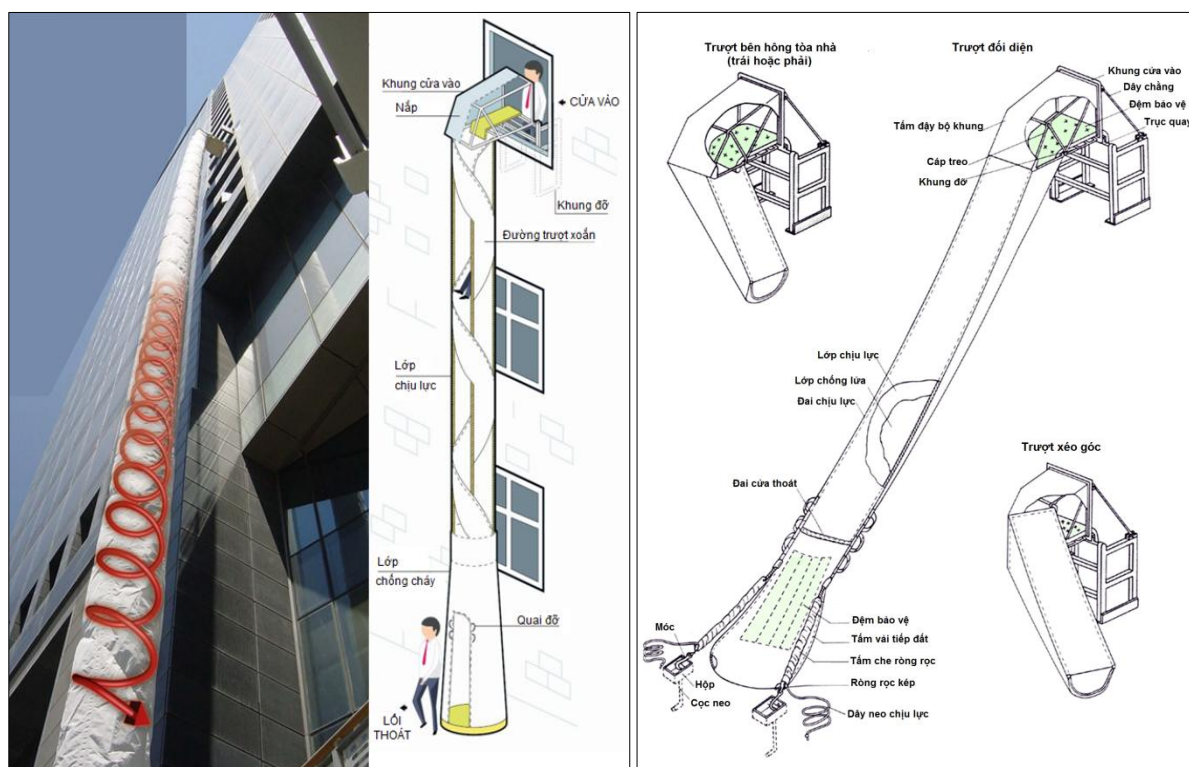 Khung cửa vào
Nắp
CỬA VÀO
Khung đỡ
Đường trượt xoắn
Lớp
chịu lực
Lớp
chống cháy
Quai đỡ
LỐI
THOÁT
Trượt bên hông tòa nhà
(trái hoặc phải)
Trượt đối diện
Khung cửa vào
Dây chằng
Đệm bảo vệ
Trục quay
Tấm đậy bộ khung
Cáp treo
Khung đỡ
Lớp chịu lực
Lớp chống lửa
Đai chịu lực
Trượt xéo góc
Đai cửa thoát
Đệm bảo vệ
Tấm vải tiếp đất
Tấm che ròng rọc
Ròng rọc kép
Dây neo chịu lực
Móc
Hộp
Cọc neo